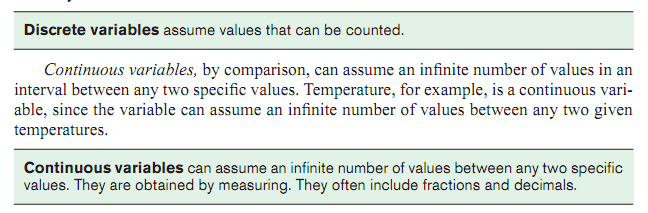 Discrete variables assume values that can be counted.
Continuous variables, by comparison, can assume an infinite number of values in an
interval between any two specific values. Temperature, for example, is a continuous vari-
able, since the variable can assume an infinite number of values between any two given
temperatures.
Continuous variables can assume an infinite number of values between any two specific
values. They are obtained by measuring. They often include fractions and decimals.